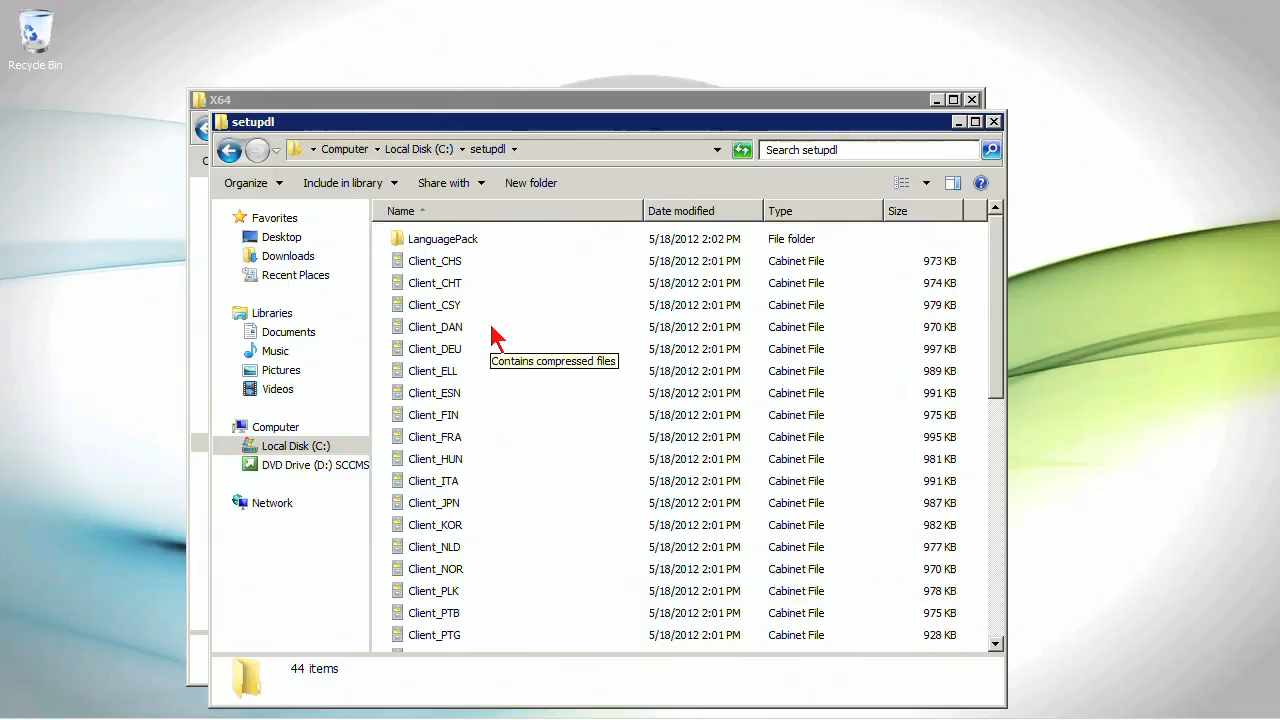 Recycle Bin
X64
setupdl
Computer Local Disk (C:) setupdl
Search setupdl
Organize Include in library Share with New folder
Name Date modified Type Size
Favorites
Desktop
Downloads
Recent Places
Libraries
Documents
Music
Pictures
Videos
Computer
Local Disk (C:)
DVD Drive (D:) SCCMS
Network
LanguagePack 5/18/2012 2:02 PM File folder
Client_CHS 5/18/2012 2:01 PM Cabinet File 973 KB
Client_CHT 5/18/2012 2:01 PM Cabinet File 974 KB
Client_CSY 5/18/2012 2:01 PM Cabinet File 979 KB
Client_DAN 5/18/2012 2:01 PM Cabinet File 970 KB
Client_DEU 5/18/2012 2:01 PM Cabinet File 997 KB
Contains compressed files
Client_ELL 5/18/2012 2:01 PM Cabinet File 989 KB
Client_ESN 5/18/2012 2:01 PM Cabinet File 991 KB
Client_FIN 5/18/2012 2:01 PM Cabinet File 975 KB
Client_FRA 5/18/2012 2:01 PM Cabinet File 995 KB
Client_HUN 5/18/2012 2:01 PM Cabinet File 981 KB
Client_ITA 5/18/2012 2:01 PM Cabinet File 991 KB
Client_JPN 5/18/2012 2:01 PM Cabinet File 987 KB
Client_KOR 5/18/2012 2:01 PM Cabinet File 982 KB
Client_NLD 5/18/2012 2:01 PM Cabinet File 977 KB
Client_NOR 5/18/2012 2:01 PM Cabinet File 970 KB
Client_PLK 5/18/2012 2:01 PM Cabinet File 978 KB
Client_PTB 5/18/2012 2:01 PM Cabinet File 975 KB
Client_PTG 5/18/2012 2:01 PM Cabinet File 928 KB
44 items